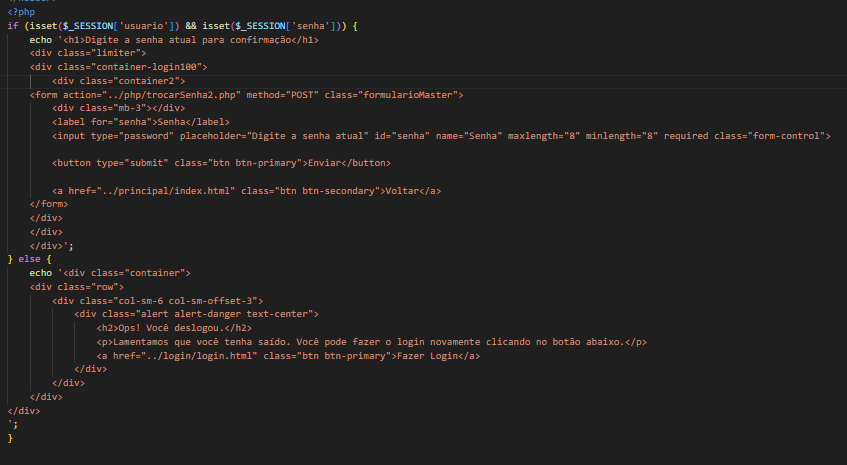 <?php
if (isset($_SESSION['usuario']) && isset($_SESSION['senha'])) {
echo '<h1>Digite a senha atual para confirmação</h1>
<div class="limiter">
<div class="container-login100">
<div class="container2">
<form action="../php/trocarSenha2.php" method="POST" class="formularioMaster">
<div class="mb-3"></div>
<label for="senha">Senha</label>
<input type="password" placeholder="Digite a senha atual" id="senha" name="Senha" maxlength="8" minlength="8" required class="form-control">
<button type="submit" class="btn btn-primary">Enviar</button>
<a href="../principal/index.html" class="btn btn-secondary">Voltar</a>
</form>
</div>
</div>
</div>';
} else {
echo '<div class="container">
<div class="row">
<div class="col-sm-6 col-sm-offset-3">
<div class="alert alert-danger text-center">
<h2>Ops! Você deslogou.</h2>
<p>Lamentamos que você tenha saído. Você pode fazer o login novamente clicando no botão abaixo.</p>
<a href="../login/login.html" class="btn btn-primary">Fazer Login</a>
</div>
</div>
</div>
</div>
';
}